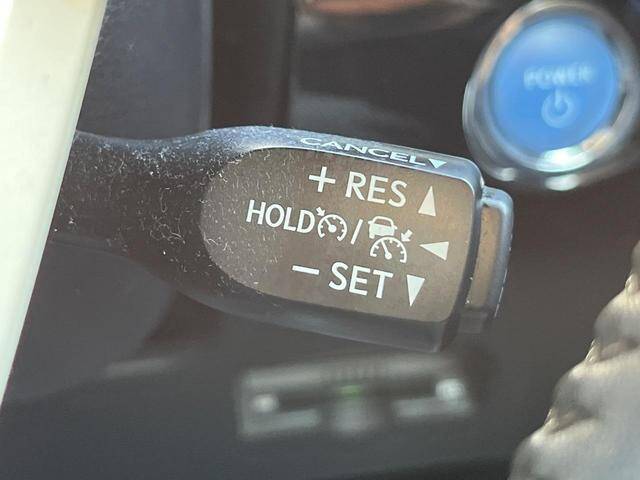 CANCEL
+ RES
HOLD /
− SET
POWER